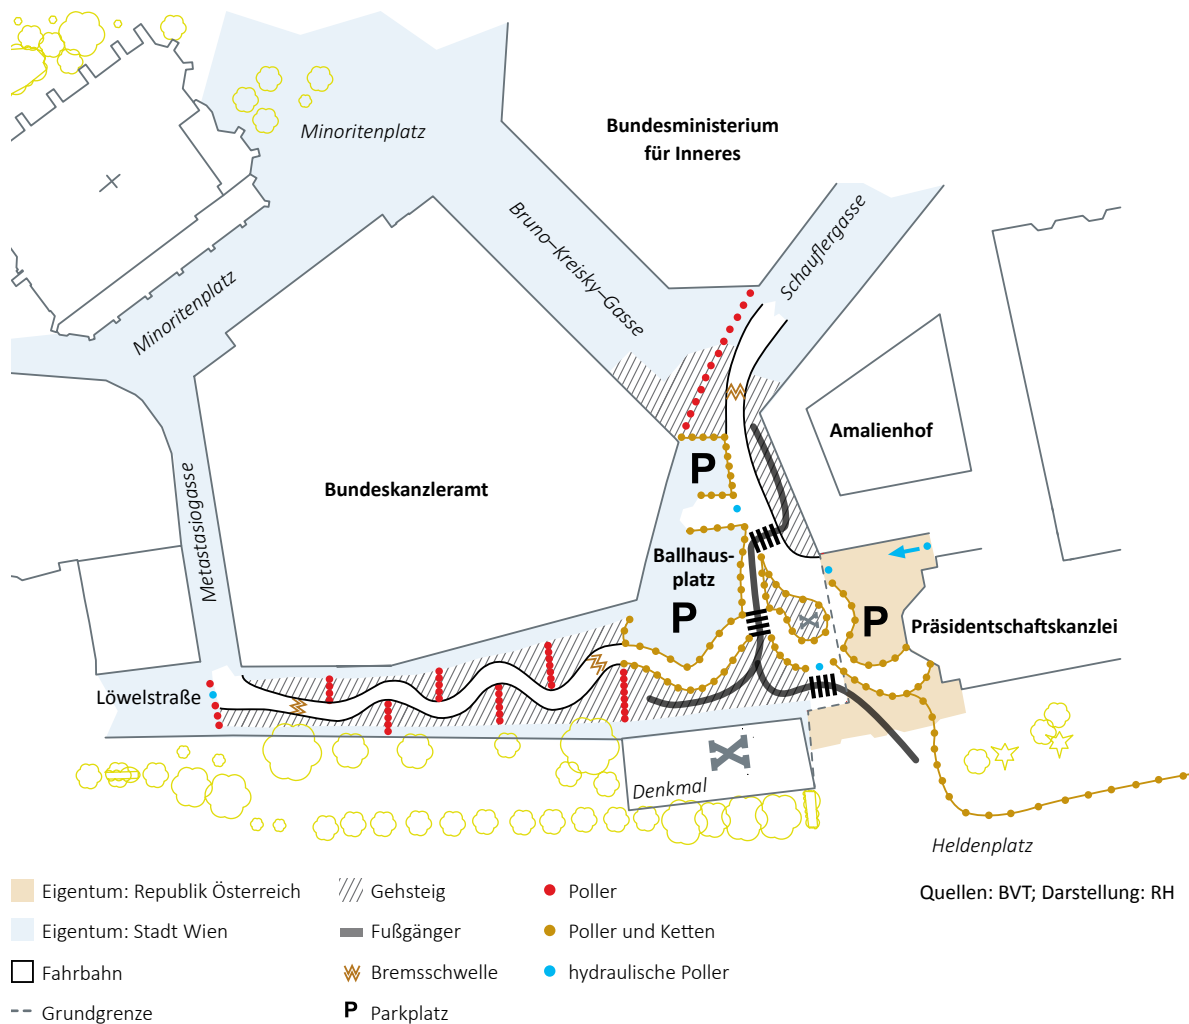 Minoritenplatz
Bundesministerium
für Inneres
Bruno–Kreisky–Gasse
Schauflergasse
Minoritenplatz
Amalienhof
Bundeskanzleramt
P
Metastasiogasse
Ballhaus-
platz
P
P
Präsidentschaftskanzlei
Löwelstraße
Denkmal
Heldenplatz
Eigentum: Republik Österreich
Gehsteig
Poller
Quellen: BVT; Darstellung: RH
Eigentum: Stadt Wien
Fußgänger
Poller und Ketten
Fahrbahn
Bremsschwelle
hydraulische Poller
Grundgrenze
P Parkplatz